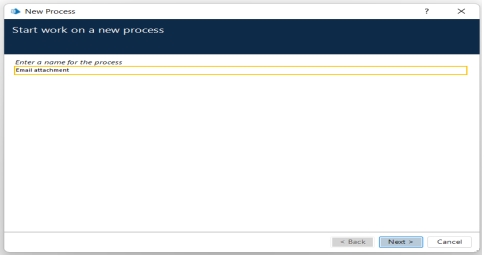 New Process
?
Start work on a new process
Enter a name for the process
Email attachment
< Back
Next >
Cancel